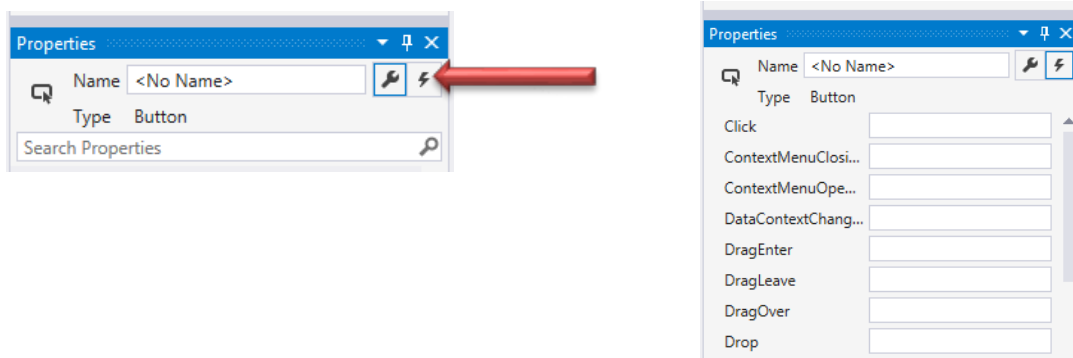 Properties
Name <No Name>
Type Button
Search Properties
Properties
Name <No Name>
Type Button
Click
ContextMenuClosi...
ContextMenuOpe...
DataContextChang...
DragEnter
DragLeave
DragOver
Drop